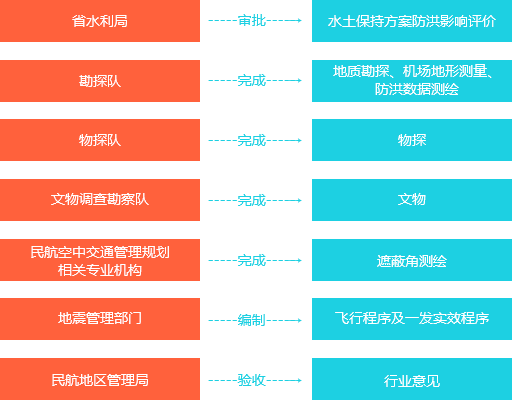 省水利局
审批
水土保持方案防洪影响评价
勘探队
完成
地质勘探、机场地形测量、
防洪数据测绘
物探队
完成
物探
文物调查勘察队
完成
文物
民航空中交通管理规划
相关专业机构
完成
遮蔽角测绘
地震管理部门
编制
飞行程序及一发实效程序
民航地区管理局
验收
行业意见